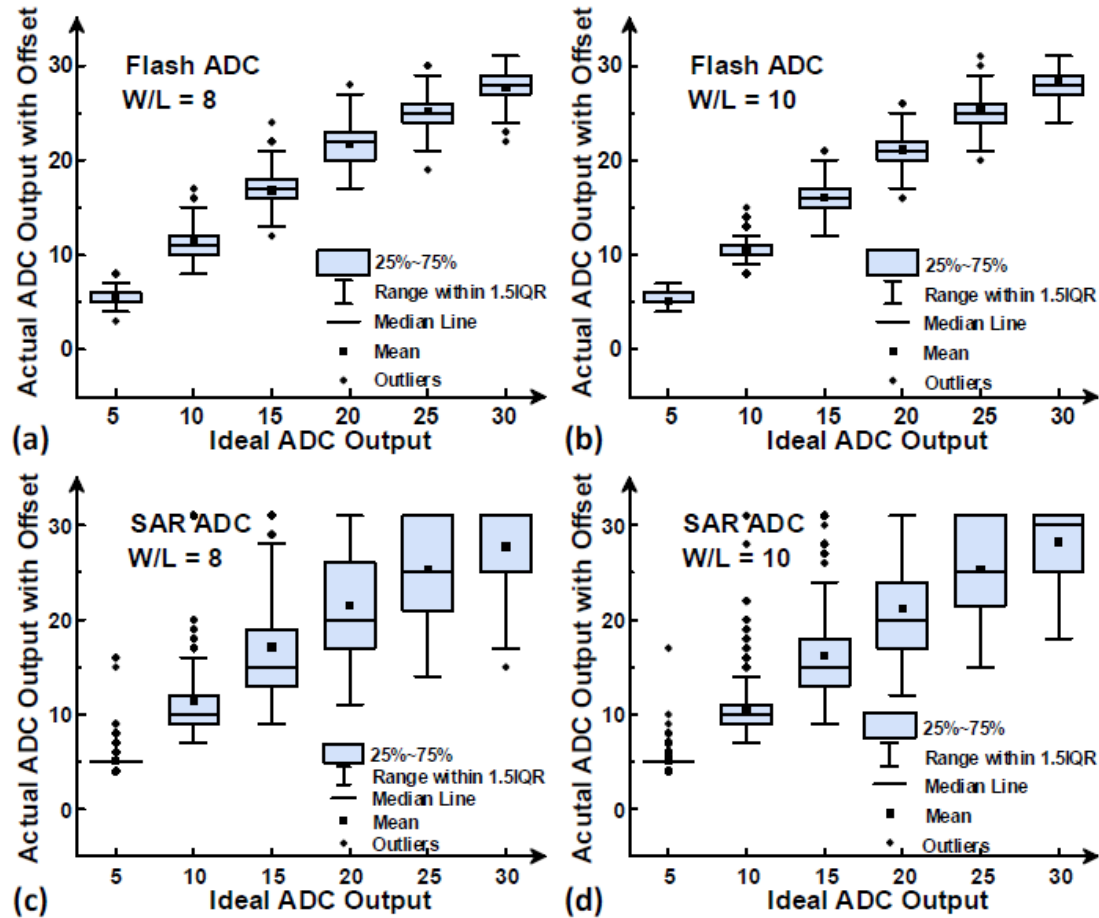 Actual ADC Output with Offset
30
20
10
0
Flash ADC
W/L = 8
25%~75%
Range within 1.5IQR
Median Line
Mean
Outliers
5 10 15 20 25 30
(a) Ideal ADC Output
Actual ADC Output with Offset
30
20
10
0
Flash ADC
W/L = 10
25%~75%
Range within 1.5IQR
Median Line
Mean
Outliers
5 10 15 20 25 30
(b) Ideal ADC Output
Actual ADC Output with Offset
30
20
10
0
SAR ADC
W/L = 8
25%~75%
Range within 1.5IQR
Median Line
Mean
Outliers
5 10 15 20 25 30
(c) Ideal ADC Output
Acutal ADC Output with Offset
30
20
10
0
SAR ADC
W/L = 10
25%~75%
Range within 1.5IQR
Median Line
Mean
Outliers
5 10 15 20 25 30
(d) Ideal ADC Output